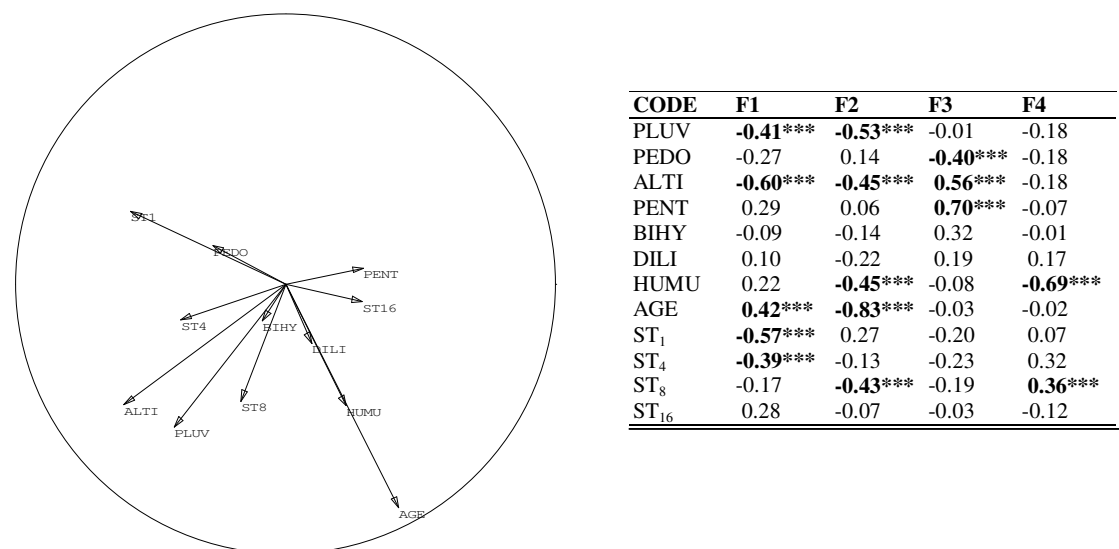 ST1
PEDO
PENT
ST16
ST4
BIHY
DILI
ALTI
ST8
HUMU
PLUV
AGE
CODE F1 F2 F3 F4
PLUV -0.41*** -0.53*** -0.01 -0.18
PEDO -0.27 0.14 -0.40*** -0.18
ALTI -0.60*** -0.45*** 0.56*** -0.18
PENT 0.29 0.06 0.70*** -0.07
BIHY -0.09 -0.14 0.32 -0.01
DILI 0.10 -0.22 0.19 0.17
HUMU 0.22 -0.45*** -0.08 -0.69***
AGE 0.42*** -0.83*** -0.03 -0.02
ST1 -0.57*** 0.27 -0.20 0.07
ST4 -0.39*** -0.13 -0.23 0.32
ST8 -0.17 -0.43*** -0.19 0.36***
ST16 0.28 -0.07 -0.03 -0.12